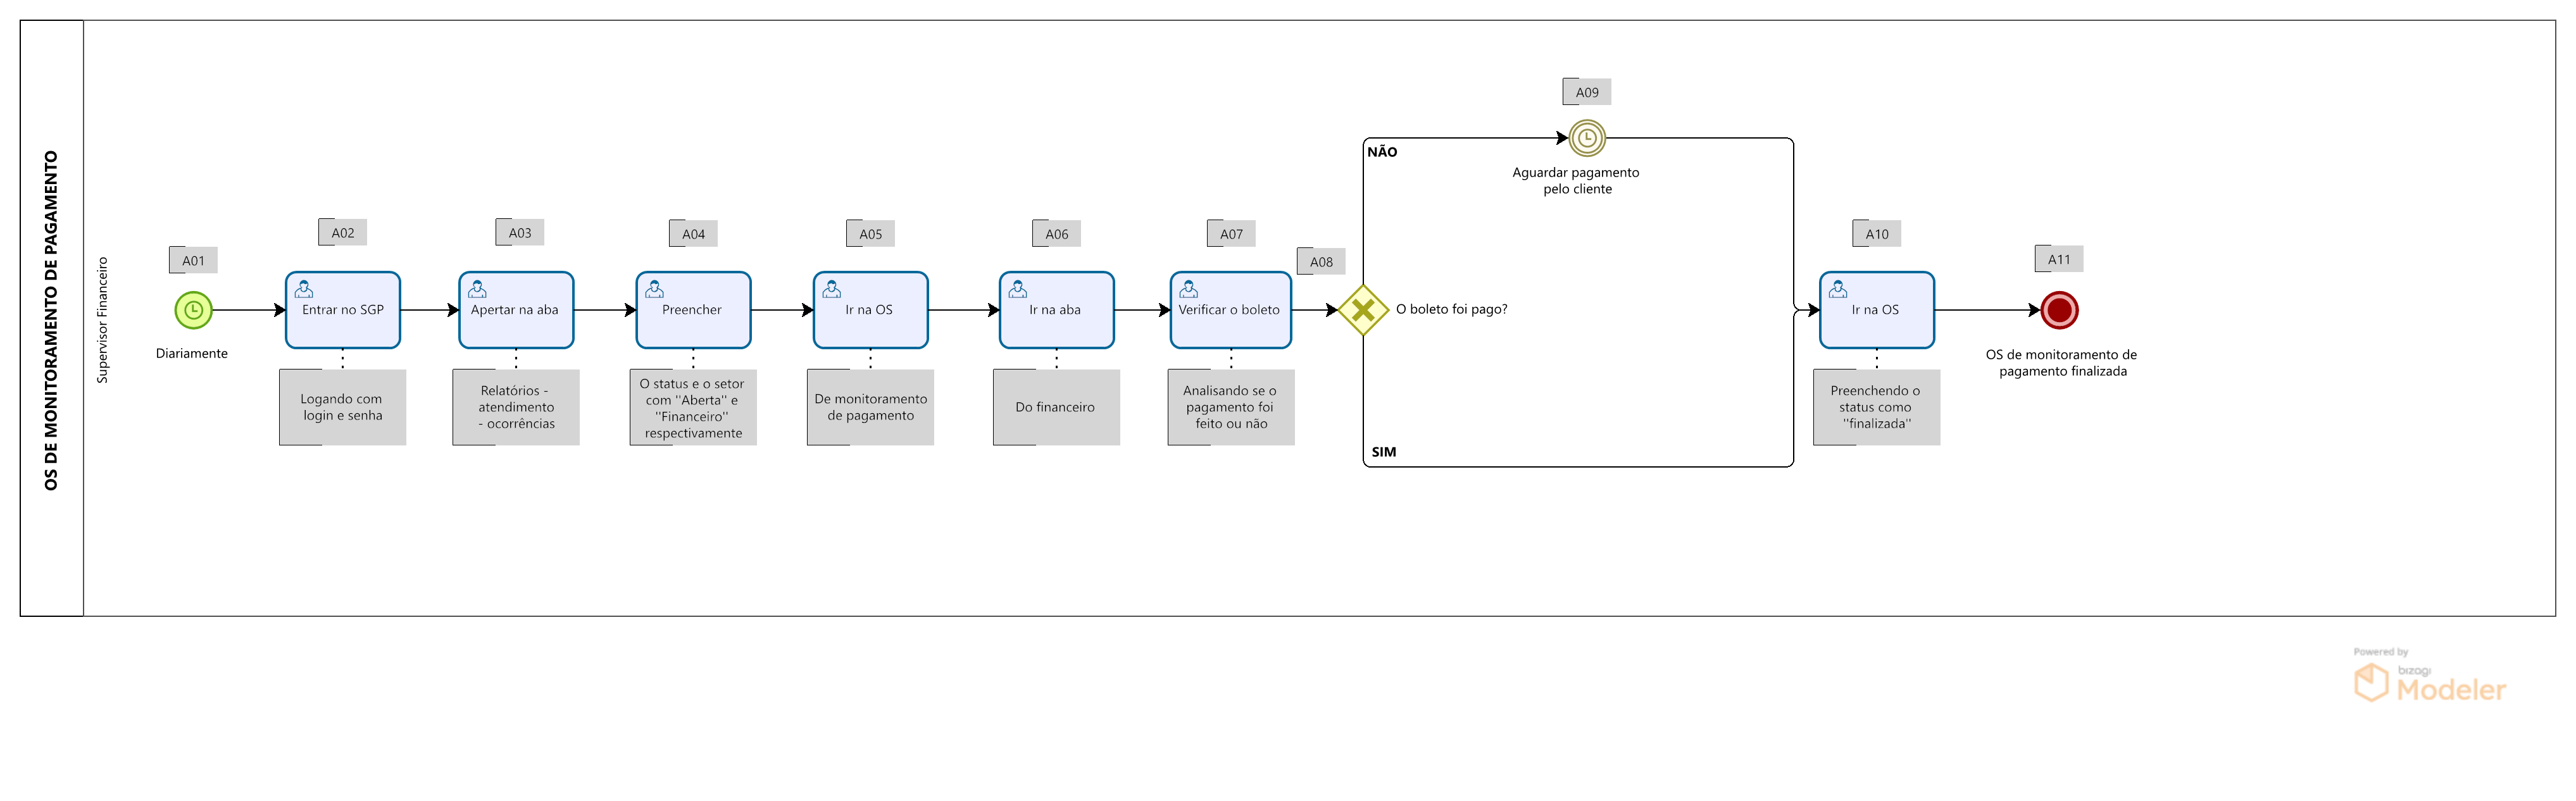 OS DE MONITORAMENTO DE PAGAMENTO
Supervisor Financeiro
A01
Diariamente
A02
Entrar no SGP
Logando com
login e senha
A03
Apertar na aba
Relatórios -
atendimento
- ocorrências
A04
Preencher
O status e o setor
com "Aberta" e
"Financeiro"
respectivamente
A05
Ir na OS
De monitoramento
de pagamento
A06
Ir na aba
Do financeiro
A07
Verificar o boleto
Analisando se o
pagamento foi
feito ou não
A08
O boleto foi pago?
NÃO
A09
Aguardar pagamento
pelo cliente
SIM
A10
Ir na OS
Preenchendo o
status como
"finalizada"
A11
OS de monitoramento de
pagamento finalizada
Powered by
bizagi
Modeler